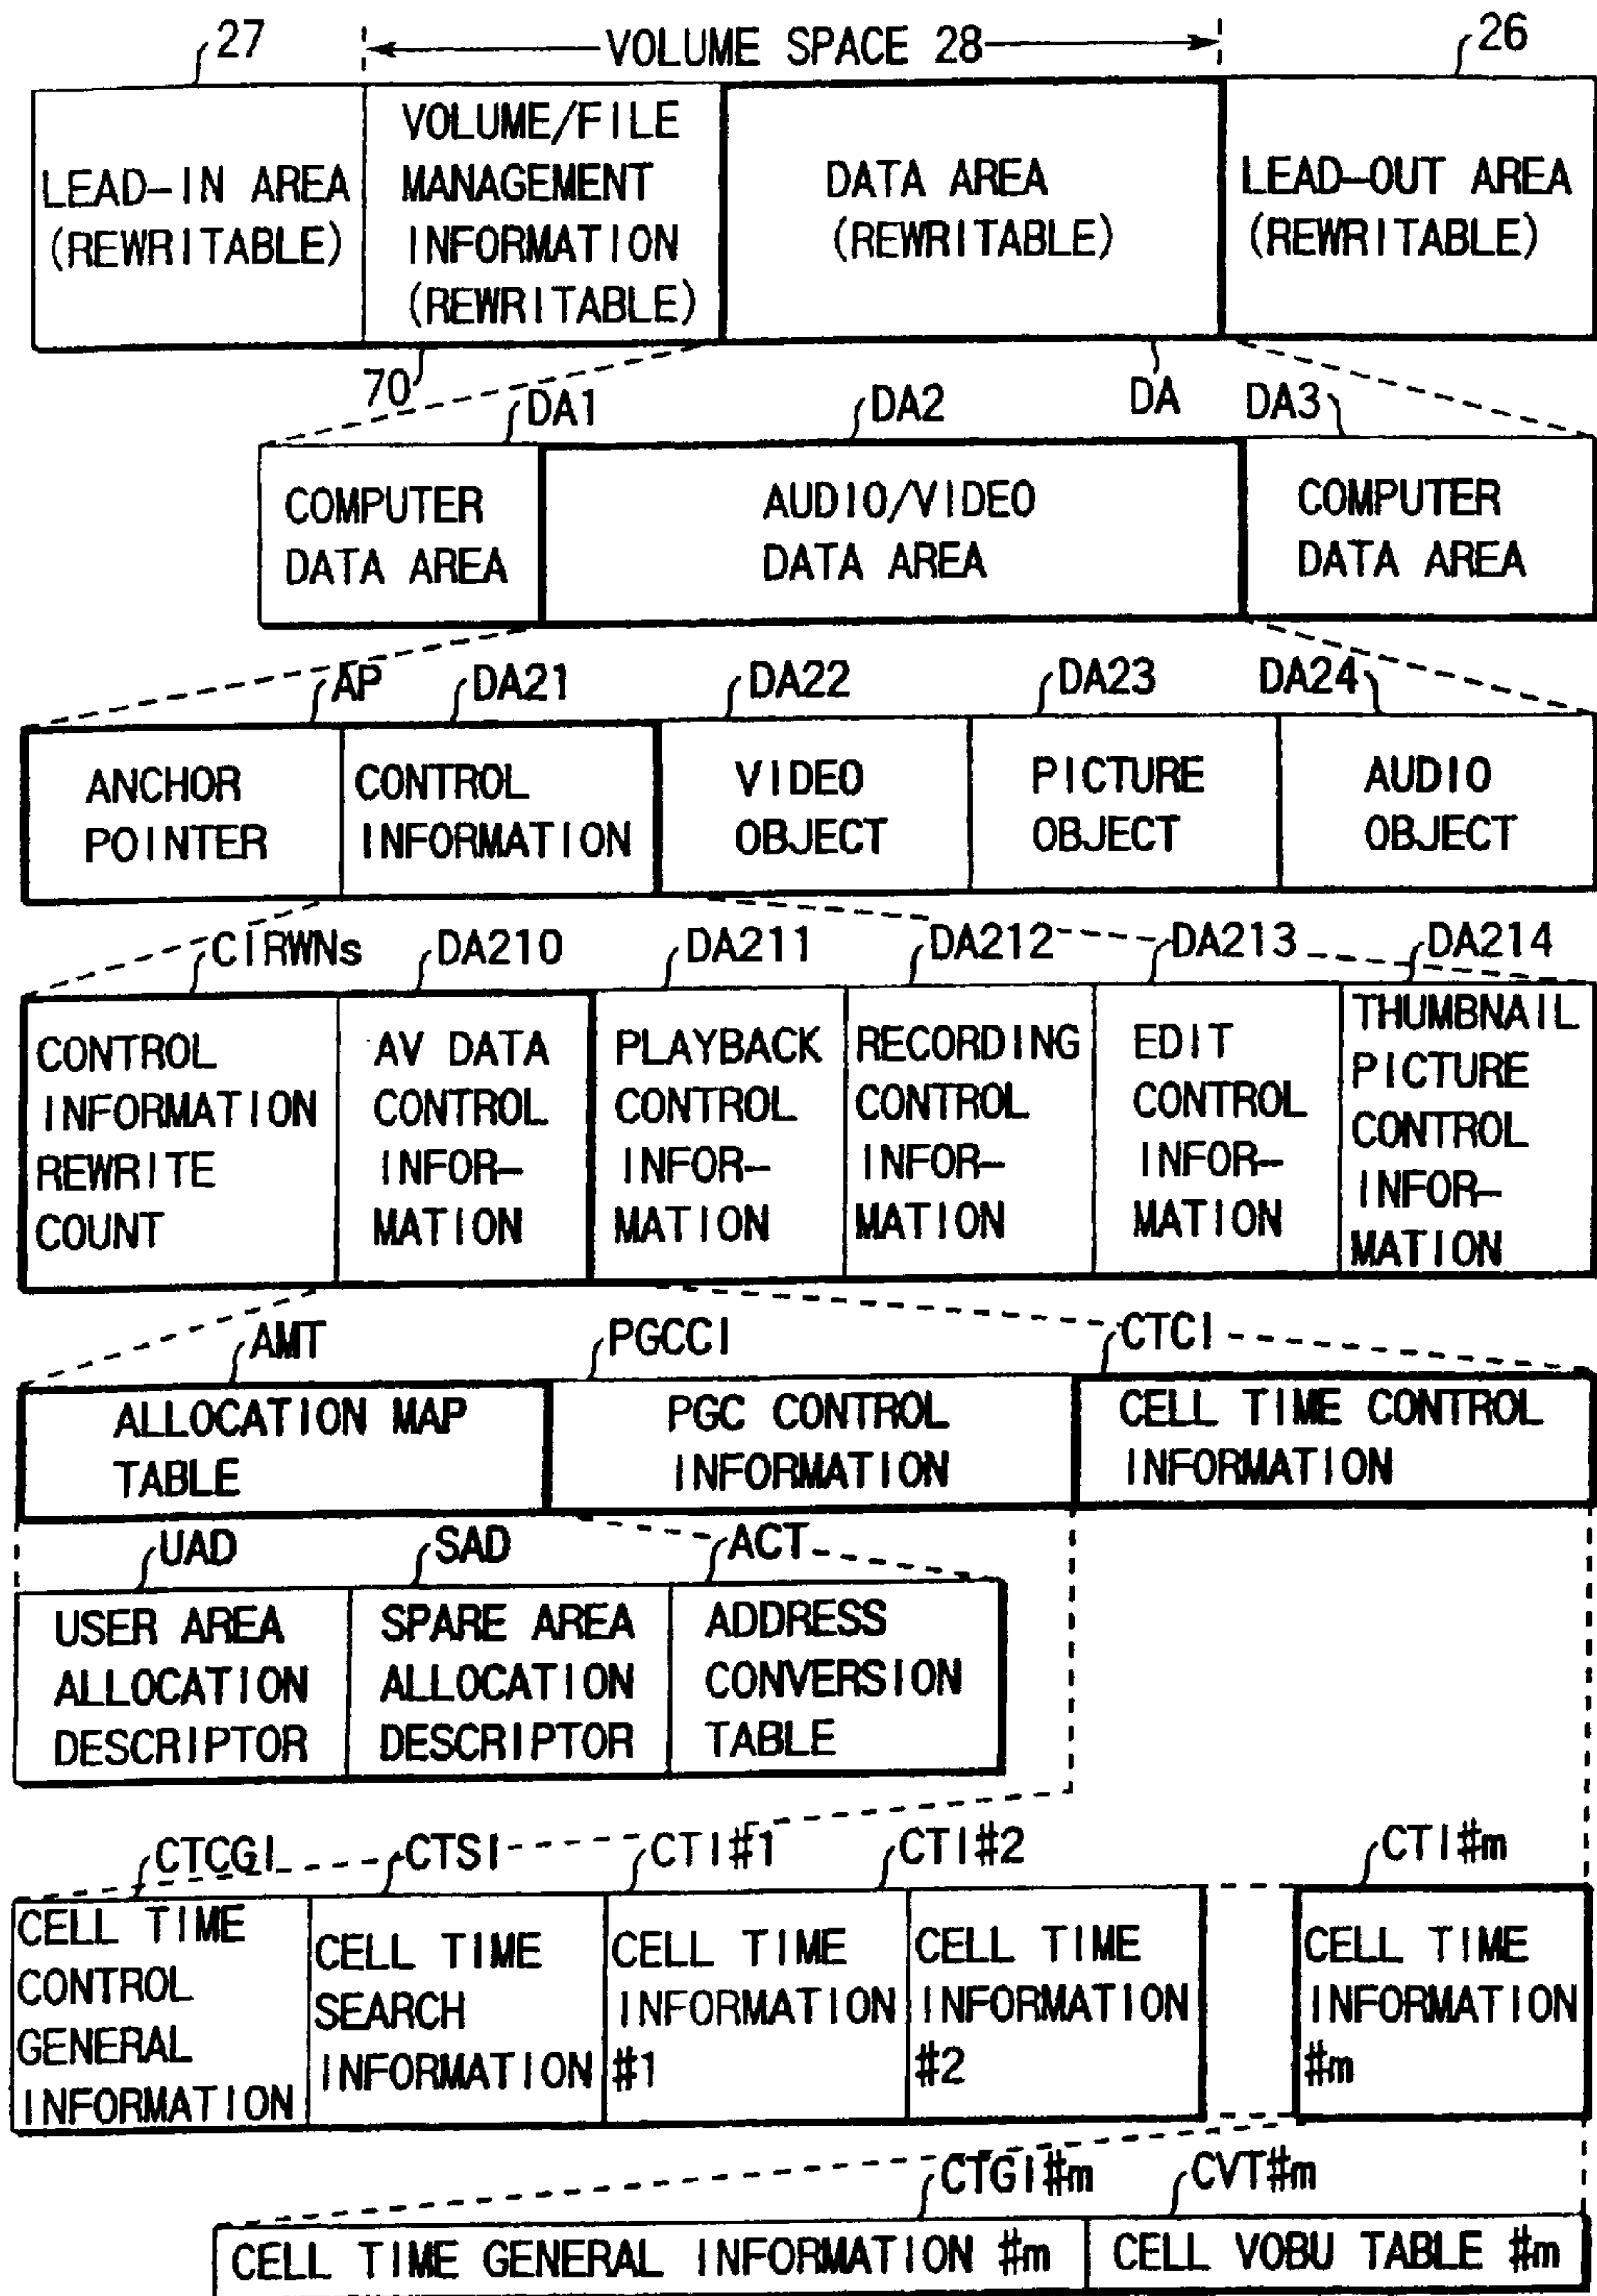 27
VOLUME SPACE 28
26
LEAD-IN AREA
(REWRITABLE)
VOLUME/FILE
MANAGEMENT
INFORMATION
(REWRITABLE)
DATA AREA
(REWRITABLE)
LEAD-OUT AREA
(REWRITABLE)
70
DA1
DA2
DA
DA3
COMPUTER
DATA AREA
AUDIO/VIDEO
DATA AREA
COMPUTER
DATA AREA
AP
DA21
DA22
DA23
DA24
ANCHOR
POINTER
CONTROL
INFORMATION
VIDEO
OBJECT
PICTURE
OBJECT
AUDIO
OBJECT
CIRWNs
DA210
DA211
DA212
DA213
DA214
CONTROL
INFORMATION
REWRITE
COUNT
AV DATA
CONTROL
INFOR-
MATION
PLAYBACK
CONTROL
INFOR-
MATION
RECORDING
CONTROL
INFOR-
MATION
EDIT
CONTROL
INFOR-
MATION
THUMBNAIL
PICTURE
CONTROL
INFOR-
MATION
AMT
PGCCI
CTCI
ALLOCATION MAP
TABLE
PGC CONTROL
INFORMATION
CELL TIME CONTROL
INFORMATION
UAD
SAD
ACT
USER AREA
ALLOCATION
DESCRIPTOR
SPARE AREA
ALLOCATION
DESCRIPTOR
ADDRESS
CONVERSION
TABLE
CTCGI
CTSI
CTI#1
CTI#2
CTI#m
CELL TIME
CONTROL
GENERAL
INFORMATION
CELL TIME
SEARCH
INFORMATION
CELL TIME
INFORMATION
#1
CELL TIME
INFORMATION
#2
CELL TIME
INFORMATION
#m
CTGI#m
CVT#m
CELL TIME GENERAL INFORMATION #m
CELL VOBU TABLE #m